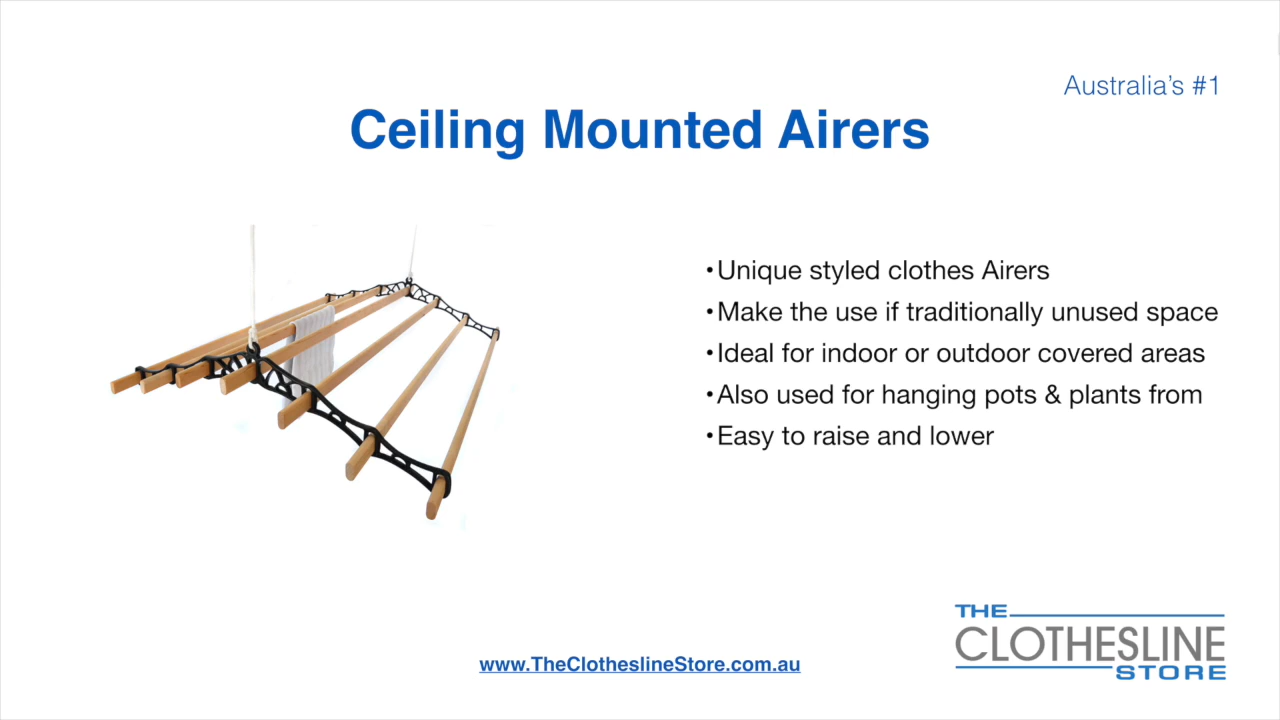 Australia's #1
Ceiling Mounted Airers
•Unique styled clothes Airers
•Make the use if traditionally unused space
•Ideal for indoor or outdoor covered areas
•Also used for hanging pots & plants from
•Easy to raise and lower
www.TheClotheslineStore.com.au
THE
CLOTHESLINE
STORE